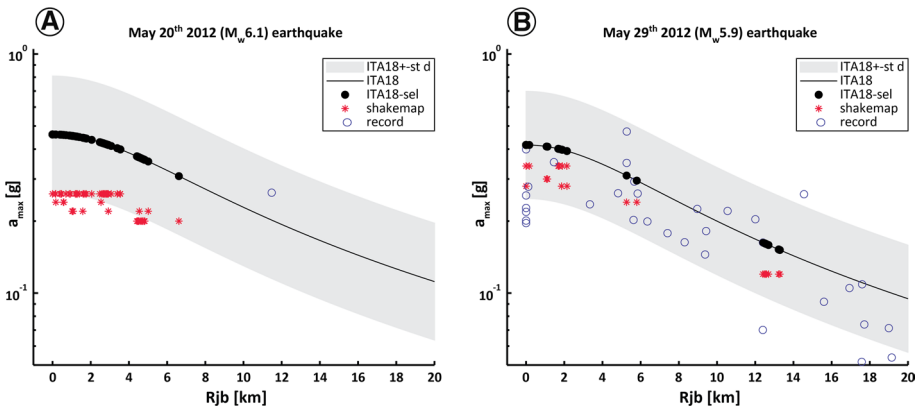 A
May 20th 2012 (Mw6.1) earthquake
10^0
10^-1
amax [g]
ITA18+-st d
ITA18
ITA18-sel
shakemap
record
0 2 4 6 8 10 12 14 16 18 20
Rjb [km]
B
May 29th 2012 (Mw5.9) earthquake
10^0
10^-1
amax [g]
ITA18+-st d
ITA18
ITA18-sel
shakemap
record
0 2 4 6 8 10 12 14 16 18 20
Rjb [km]